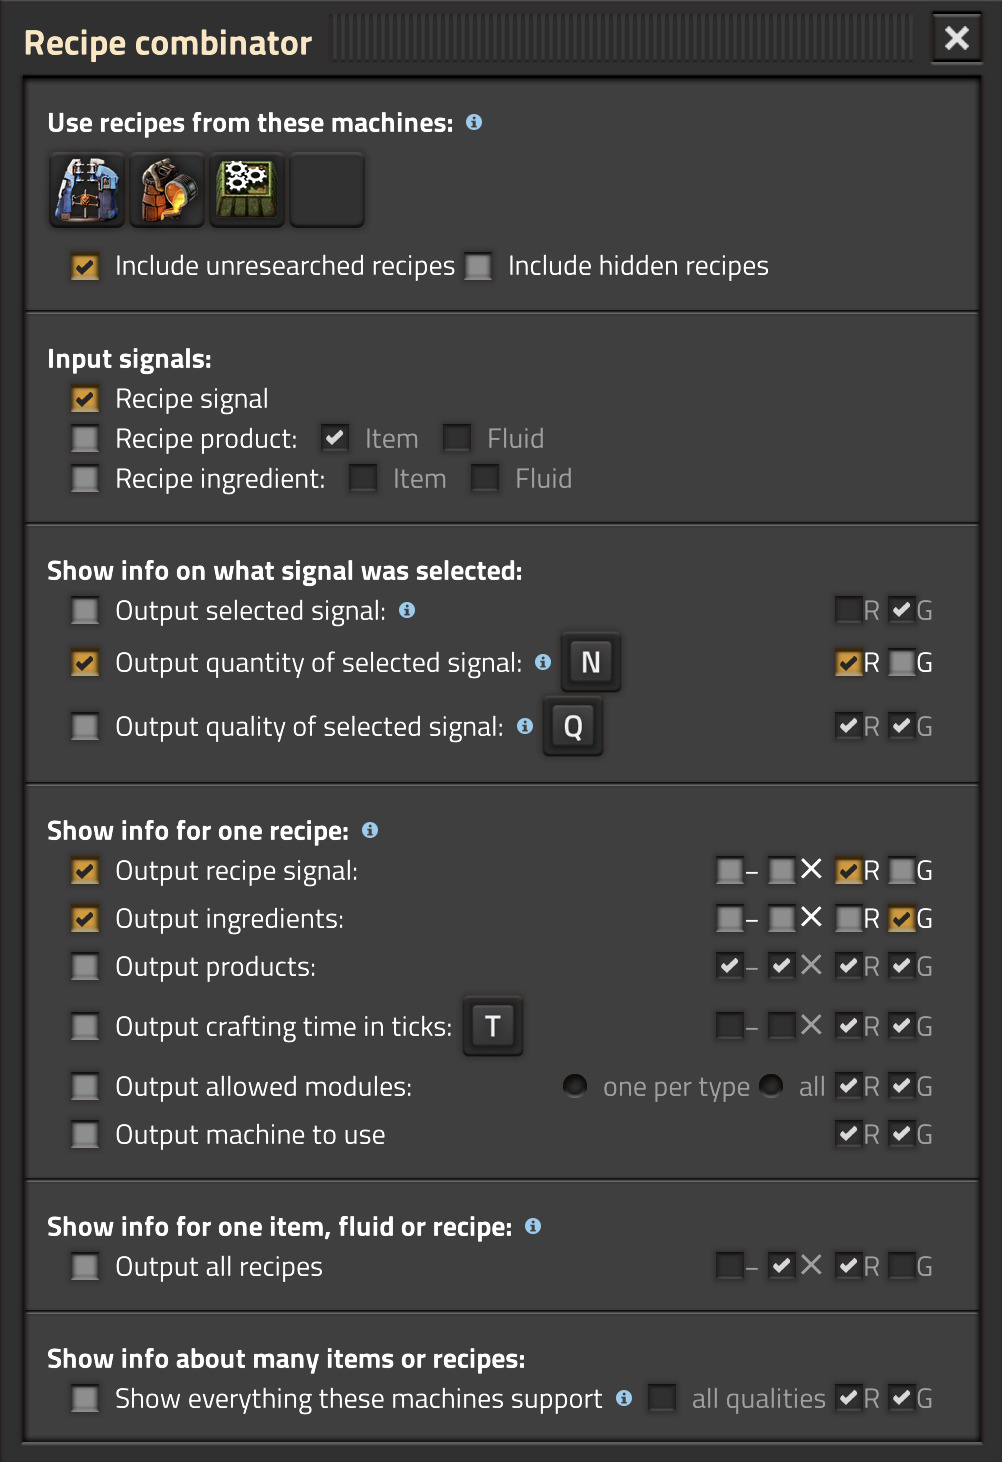 Recipe combinator
Use recipes from these machines:
Include unresearched recipes Include hidden recipes
Input signals:
Recipe signal
Recipe product: Item Fluid
Recipe ingredient: Item Fluid
Show info on what signal was selected:
Output selected signal: R G
Output quantity of selected signal: N R G
Output quality of selected signal: Q R G
Show info for one recipe:
Output recipe signal: – × R G
Output ingredients: – × R G
Output products: – × R G
Output crafting time in ticks: T – × R G
Output allowed modules: one per type all R G
Output machine to use R G
Show info for one item, fluid or recipe:
Output all recipes – × R G
Show info about many items or recipes:
Show everything these machines support all qualities R G